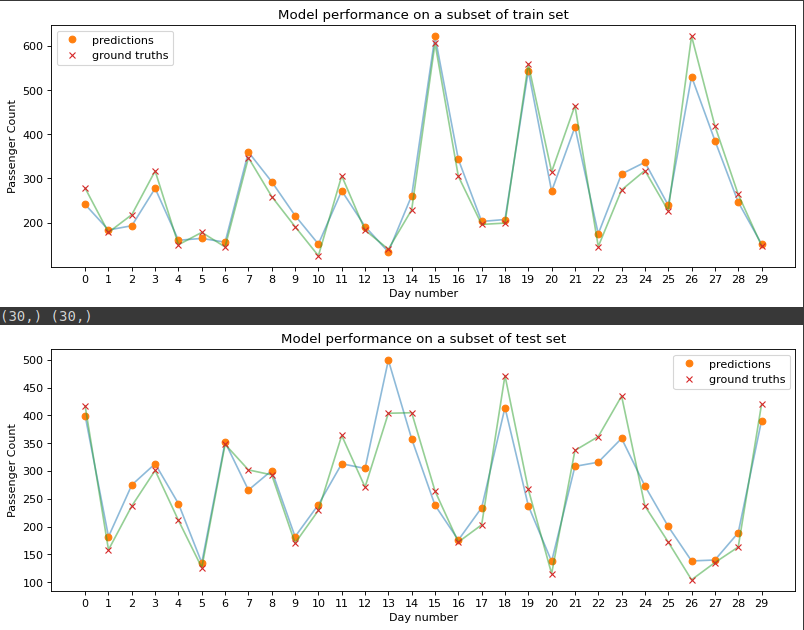 Model performance on a subset of train set
predictions
ground truths
600
500
400
300
200
Passenger Count
0 1 2 3 4 5 6 7 8 9 10 11 12 13 14 15 16 17 18 19 20 21 22 23 24 25 26 27 28 29
Day number
(30,) (30,)
Model performance on a subset of test set
predictions
ground truths
500
450
400
350
300
250
200
150
100
Passenger Count
0 1 2 3 4 5 6 7 8 9 10 11 12 13 14 15 16 17 18 19 20 21 22 23 24 25 26 27 28 29
Day number